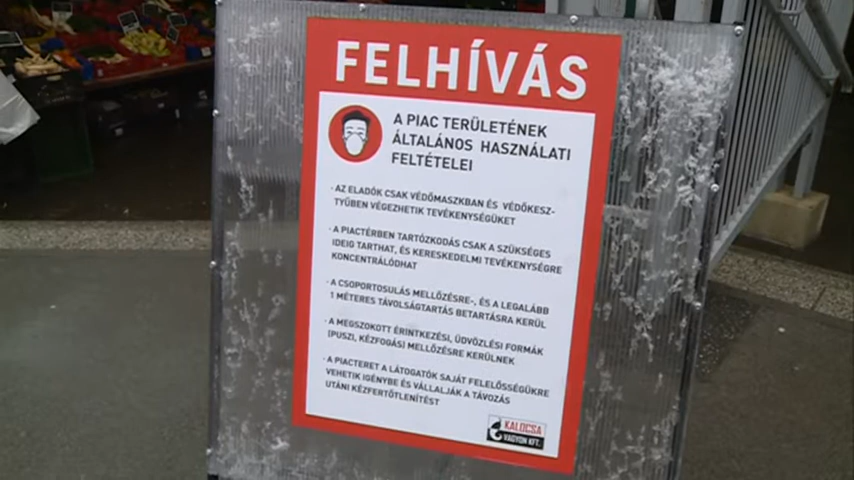 FELHÍVÁS
A PIAC TERÜLETÉNEK
ÁLTALÁNOS HASZNÁLATI
FELTÉTELEI
· AZ ELADÓK CSAK VÉDŐMASZKBAN ÉS VÉDŐKESZ-
TYŰBEN VÉGEZHETIK TEVÉKENYSÉGÜKET
· A PIACTÉRBEN TARTÓZKODÁS CSAK A SZÜKSÉGES
IDEIG TARTHAT, ÉS KERESKEDELMI TEVÉKENYSÉGRE
KONCENTRÁLÓDHAT
· A CSOPORTOSULÁS MELLŐZÉSRE-, ÉS A LEGALÁBB
1 MÉTERES TÁVOLSÁGTARTÁS BETARTÁSRA KERÜL
· A MEGSZOKOTT ÉRINTKEZÉSI, ÜDVÖZLÉSI FORMÁK
(PUSZI, KÉZFOGÁS) MELLŐZÉSRE KERÜLNEK
· A PIACTERET A LÁTOGATÓK SAJÁT FELELŐSSÉGÜKRE
VEHETIK IGÉNYBE ÉS VÁLLALJÁK A TÁVOZÁS
UTÁNI KÉZFERTŐTLENÍTÉST
KALOCSA
VAGYON KFT.